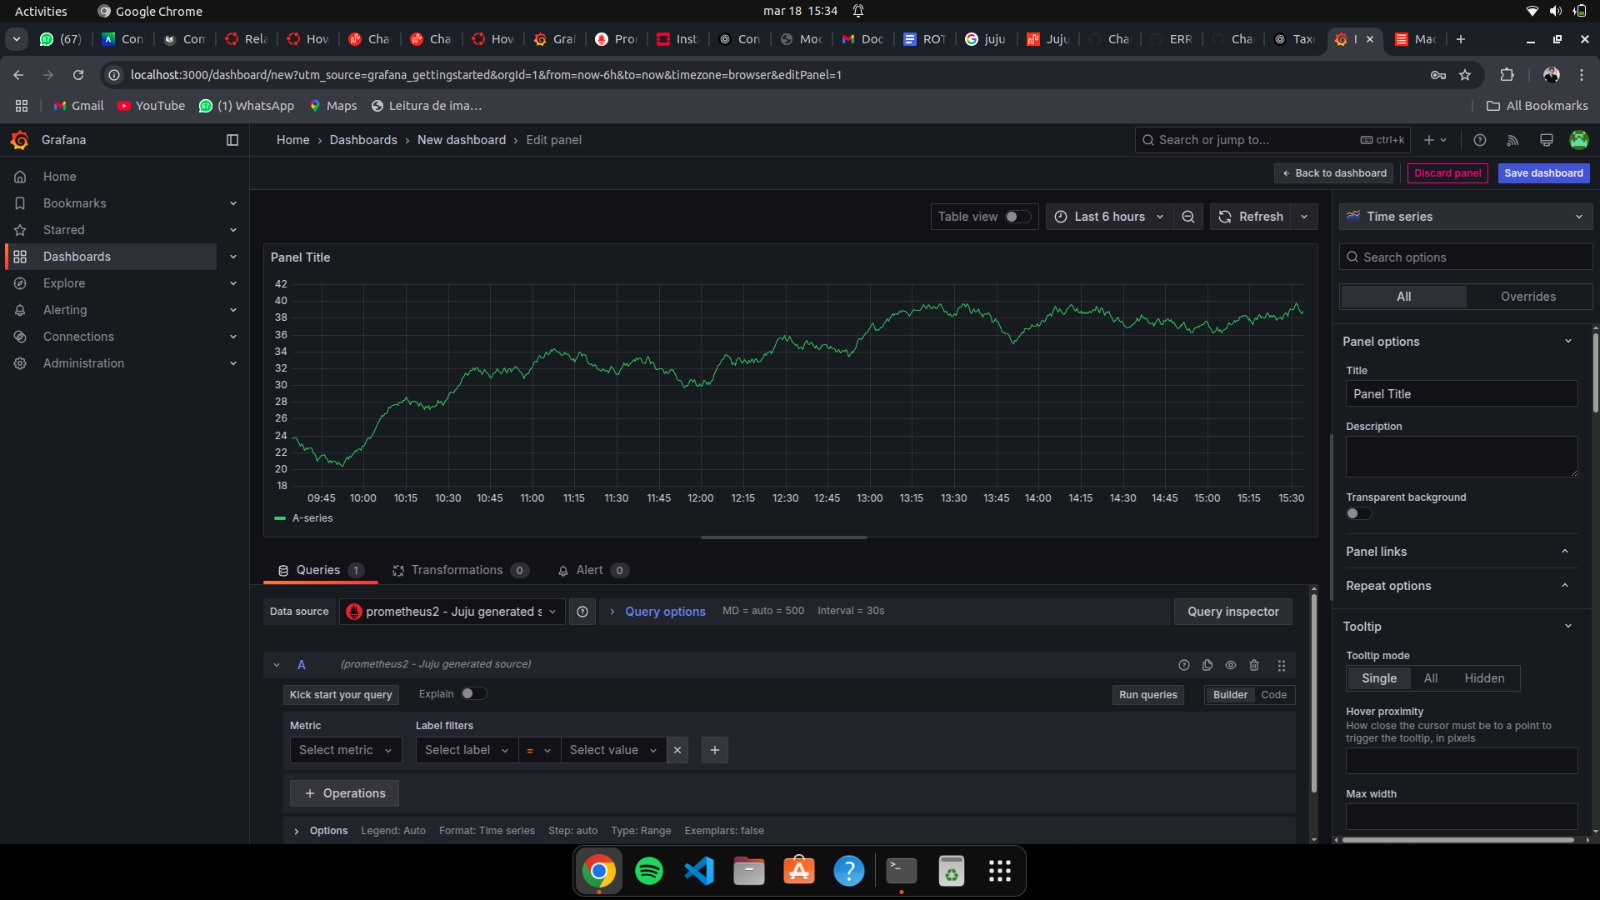 Activities Google Chrome mar 18 15:34
(67) Con Con Rela How Cha Cha How Graf Pro Inst Con Mod Doc ROT juju Juju Cha ERR Cha Taxo Mac
localhost:3000/dashboard/new?utm_source=grafana_gettingstarted&orgId=1&from=now-6h&to=now&timezone=browser&editPanel=1
Gmail YouTube (1) WhatsApp Maps Leitura de ima… All Bookmarks
Grafana Home › Dashboards › New dashboard › Edit panel Search or jump to... ctrl+k
Back to dashboard Discard panel Save dashboard
Home
Bookmarks
Starred
Dashboards
Explore
Alerting
Connections
Administration
Table view Last 6 hours Refresh
Panel Title
42
40
38
36
34
32
30
28
26
24
22
20
18
09:45 10:00 10:15 10:30 10:45 11:00 11:15 11:30 11:45 12:00 12:15 12:30 12:45 13:00 13:15 13:30 13:45 14:00 14:15 14:30 14:45 15:00 15:15 15:30
A-series
Queries 1 Transformations 0 Alert 0
Data source prometheus2 - Juju generated s Query options MD = auto = 500 Interval = 30s Query inspector
A (prometheus2 - Juju generated source)
Kick start your query Explain Run queries Builder Code
Metric Label filters
Select metric Select label = Select value
+ Operations
Options Legend: Auto Format: Time series Step: auto Type: Range Exemplars: false
Time series
Search options
All Overrides
Panel options
Title
Panel Title
Description
Transparent background
Panel links
Repeat options
Tooltip
Tooltip mode
Single All Hidden
Hover proximity
How close the cursor must be to a point to
trigger the tooltip, in pixels
Max width